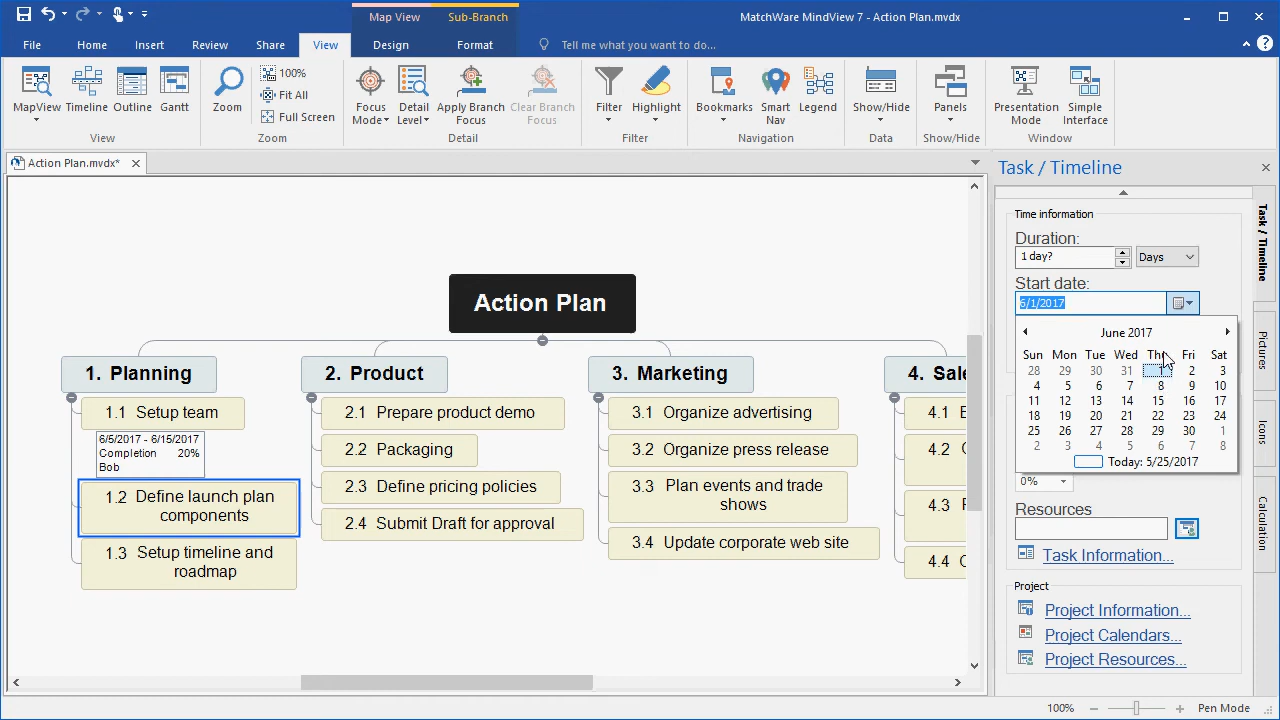 Map View
Sub-Branch
MatchWare MindView 7 - Action Plan.mvdx
File
Home
Insert
Review
Share
View
Design
Format
Tell me what you want to do...
MapView
Timeline
Outline
Gantt
View
Zoom
100%
Fit All
Full Screen
Zoom
Focus
Mode
Detail
Level
Apply Branch
Focus
Clear Branch
Focus
Detail
Filter
Highlight
Filter
Bookmarks
Smart
Nav
Legend
Navigation
Show/Hide
Data
Panels
Show/Hide
Presentation
Mode
Simple
Interface
Window
Action Plan.mvdx*
Action Plan
1. Planning
1.1 Setup team
6/5/2017 - 6/15/2017
Completion 20%
Bob
1.2 Define launch plan
components
1.3 Setup timeline and
roadmap
2. Product
2.1 Prepare product demo
2.2 Packaging
2.3 Define pricing policies
2.4 Submit Draft for approval
3. Marketing
3.1 Organize advertising
3.2 Organize press release
3.3 Plan events and trade
shows
3.4 Update corporate web site
4.
4.1
4.2
4.3
4.4
Task / Timeline
Time information
Duration:
1 day?
Days
Start date:
6/1/2017
June 2017
Sun Mon Tue Wed Fri Sat
28 29 30 31 1 2 3
4 5 6 7 8 9 10
11 12 13 14 15 16 17
18 19 20 21 22 23 24
25 26 27 28 29 30 1
2 3 4 5 6 7 8
Today: 5/25/2017
0%
Resources
Task Information...
Project
Project Information...
Project Calendars...
Project Resources...
Task / Timeline
Pictures
Icons
Calculation
100%
Pen Mode